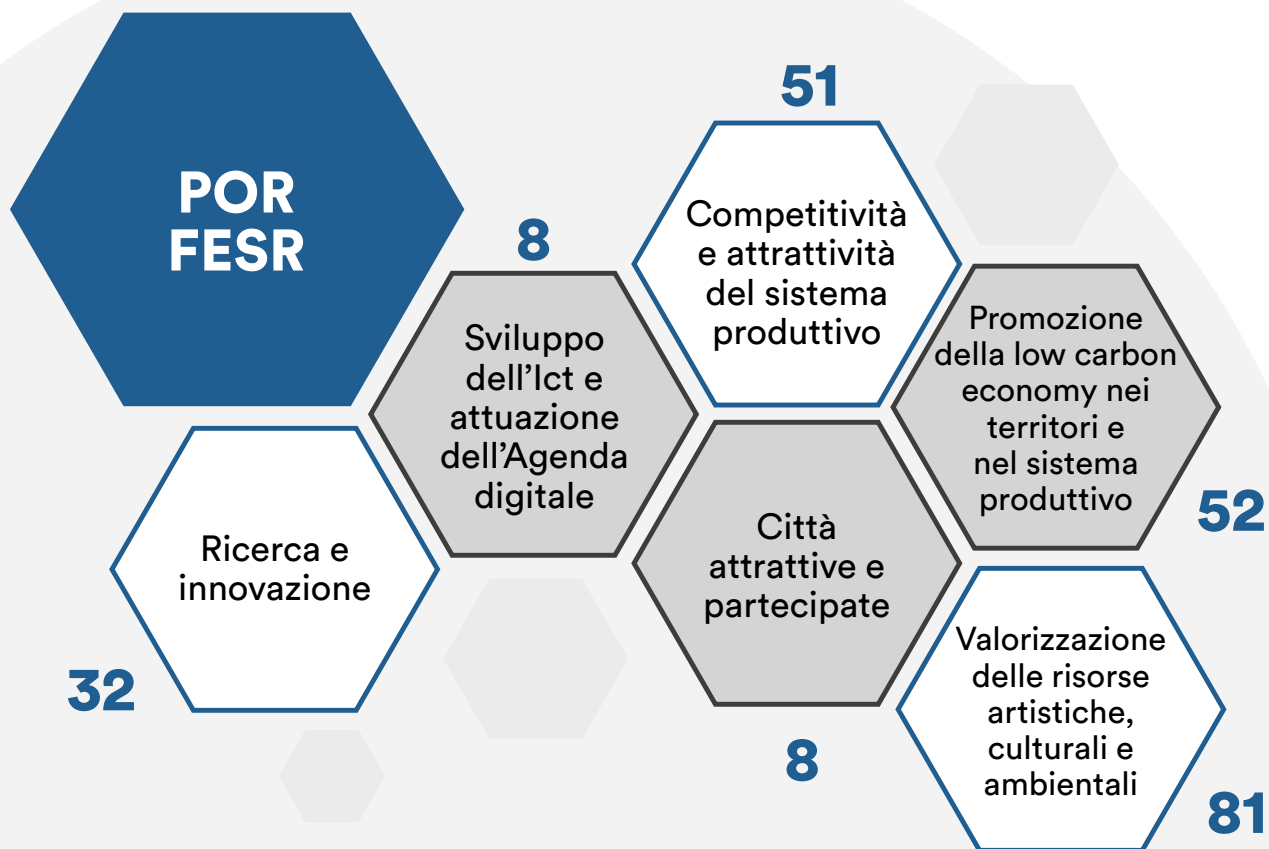 POR
FESR
8
Sviluppo
dell’Ict e
attuazione
dell’Agenda
digitale
51
Competitività
e attrattività
del sistema
produttivo
Promozione
della low carbon
economy nei
territori e
nel sistema
produttivo
52
Ricerca e
innovazione
32
Città
attrattive e
partecipate
8
Valorizzazione
delle risorse
artistiche,
culturali e
ambientali
81